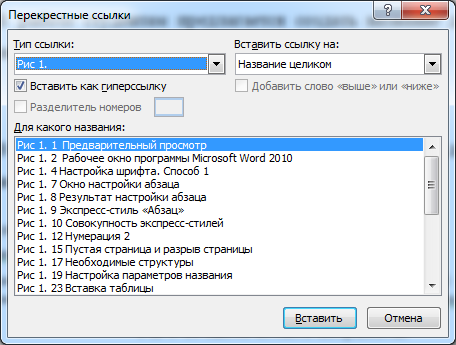 Перекрестные ссылки
Тип ссылки:
Вставить ссылку на:
Рис 1.
Название целиком
Вставить как гиперссылку
Добавить слово «выше» или «ниже»
Разделитель номеров
Для какого названия:
Рис 1. 1 Предварительный просмотр
Рис 1. 2 Рабочее окно программы Microsoft Word 2010
Рис 1. 4 Настройка шрифта. Способ 1
Рис 1. 7 Окно настройки абзаца
Рис 1. 8 Результат настройки абзаца
Рис 1. 9 Экспресс-стиль «Абзац»
Рис 1. 10 Совокупность экспресс-стилей
Рис 1. 12 Нумерация 2
Рис 1. 15 Пустая страница и разрыв страницы
Рис 1. 17 Необходимые структуры
Рис 1. 19 Настройка параметров названия
Рис 1. 23 Вставка таблицы
Вставить
Отмена